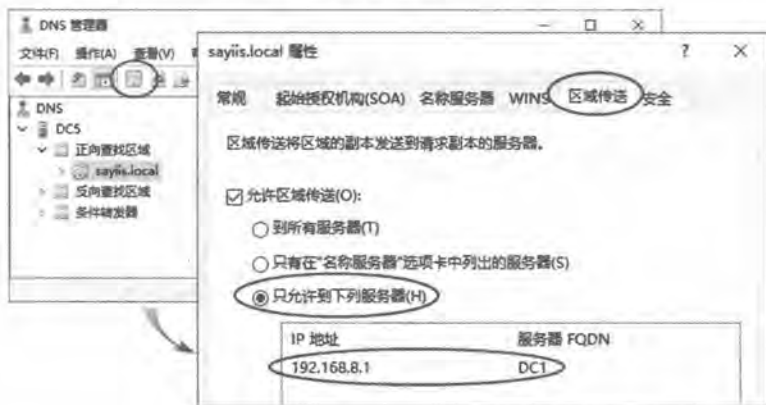 DNS 管理器
文件(F) 操作(A) 查看(V)
DNS
DC5
正向查找区域
sayiis.local
反向查找区域
条件转发器
sayiis.local 属性
常规 起始授权机构(SOA) 名称服务器 WINS 区域传送 安全
区域传送将区域的副本发送到请求副本的服务器。
允许区域传送(O):
到所有服务器(T)
只有在"名称服务器"选项卡中列出的服务器(S)
只允许到下列服务器(H)
IP 地址 服务器 FQDN
192.168.8.1 DC1